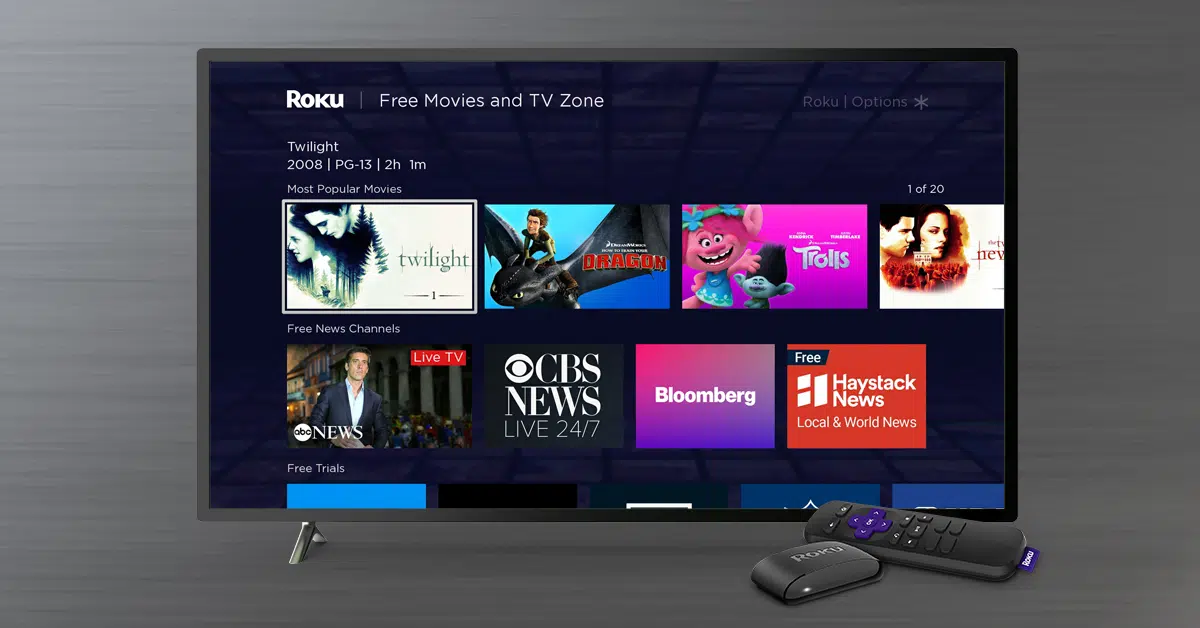 Roku | Free Movies and TV Zone
Roku | Options
Twilight
2008 | PG-13 | 2h 1m
Most Popular Movies
1 of 20
twilight
1
DREAMWORKS
HOW TO TRAIN YOUR
DRAGON
KENDRICK
TIMBERLAKE
DREAMWORKS
TROLLS
the
new
Free News Channels
Live TV
abc NEWS
CBS
NEWS
LIVE 24/7
Bloomberg
Free
Haystack
News
Local & World News
Free Trials
OK
Roku
Roku